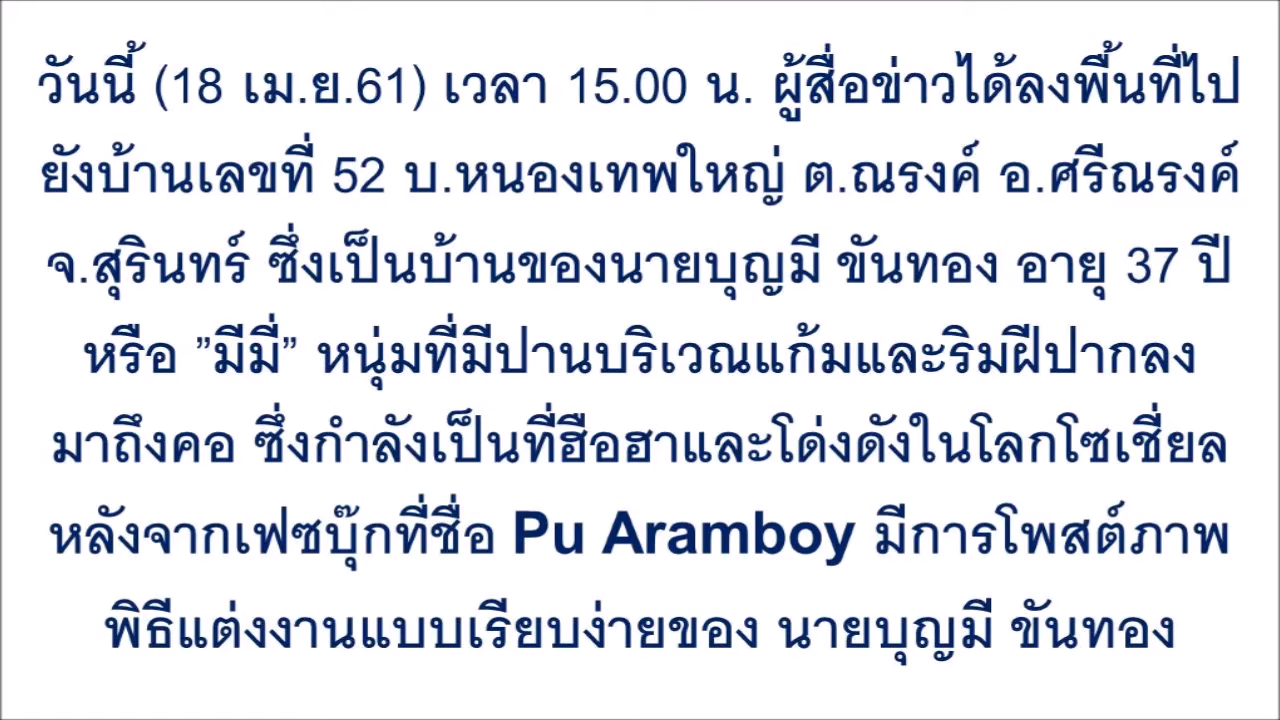 วันนี้ (18 เม.ย.61) เวลา 15.00 น. ผู้สื่อข่าวได้ลงพื้นที่ไป
ยังบ้านเลขที่ 52 บ.หนองเทพใหญ่ ต.ณรงค์ อ.ศรีณรงค์
จ.สุรินทร์ ซึ่งเป็นบ้านของนายบุญมี ขันทอง อายุ 37 ปี
หรือ ”มีมี่” หนุ่มที่มีปานบริเวณแก้มและริมฝีปากลง
มาถึงคอ ซึ่งกำลังเป็นที่ฮือฮาและโด่งดังในโลกโซเชี่ยล
หลังจากเฟซบุ๊กที่ชื่อ Pu Aramboy มีการโพสต์ภาพ
พิธีแต่งงานแบบเรียบง่ายของ นายบุญมี ขันทอง